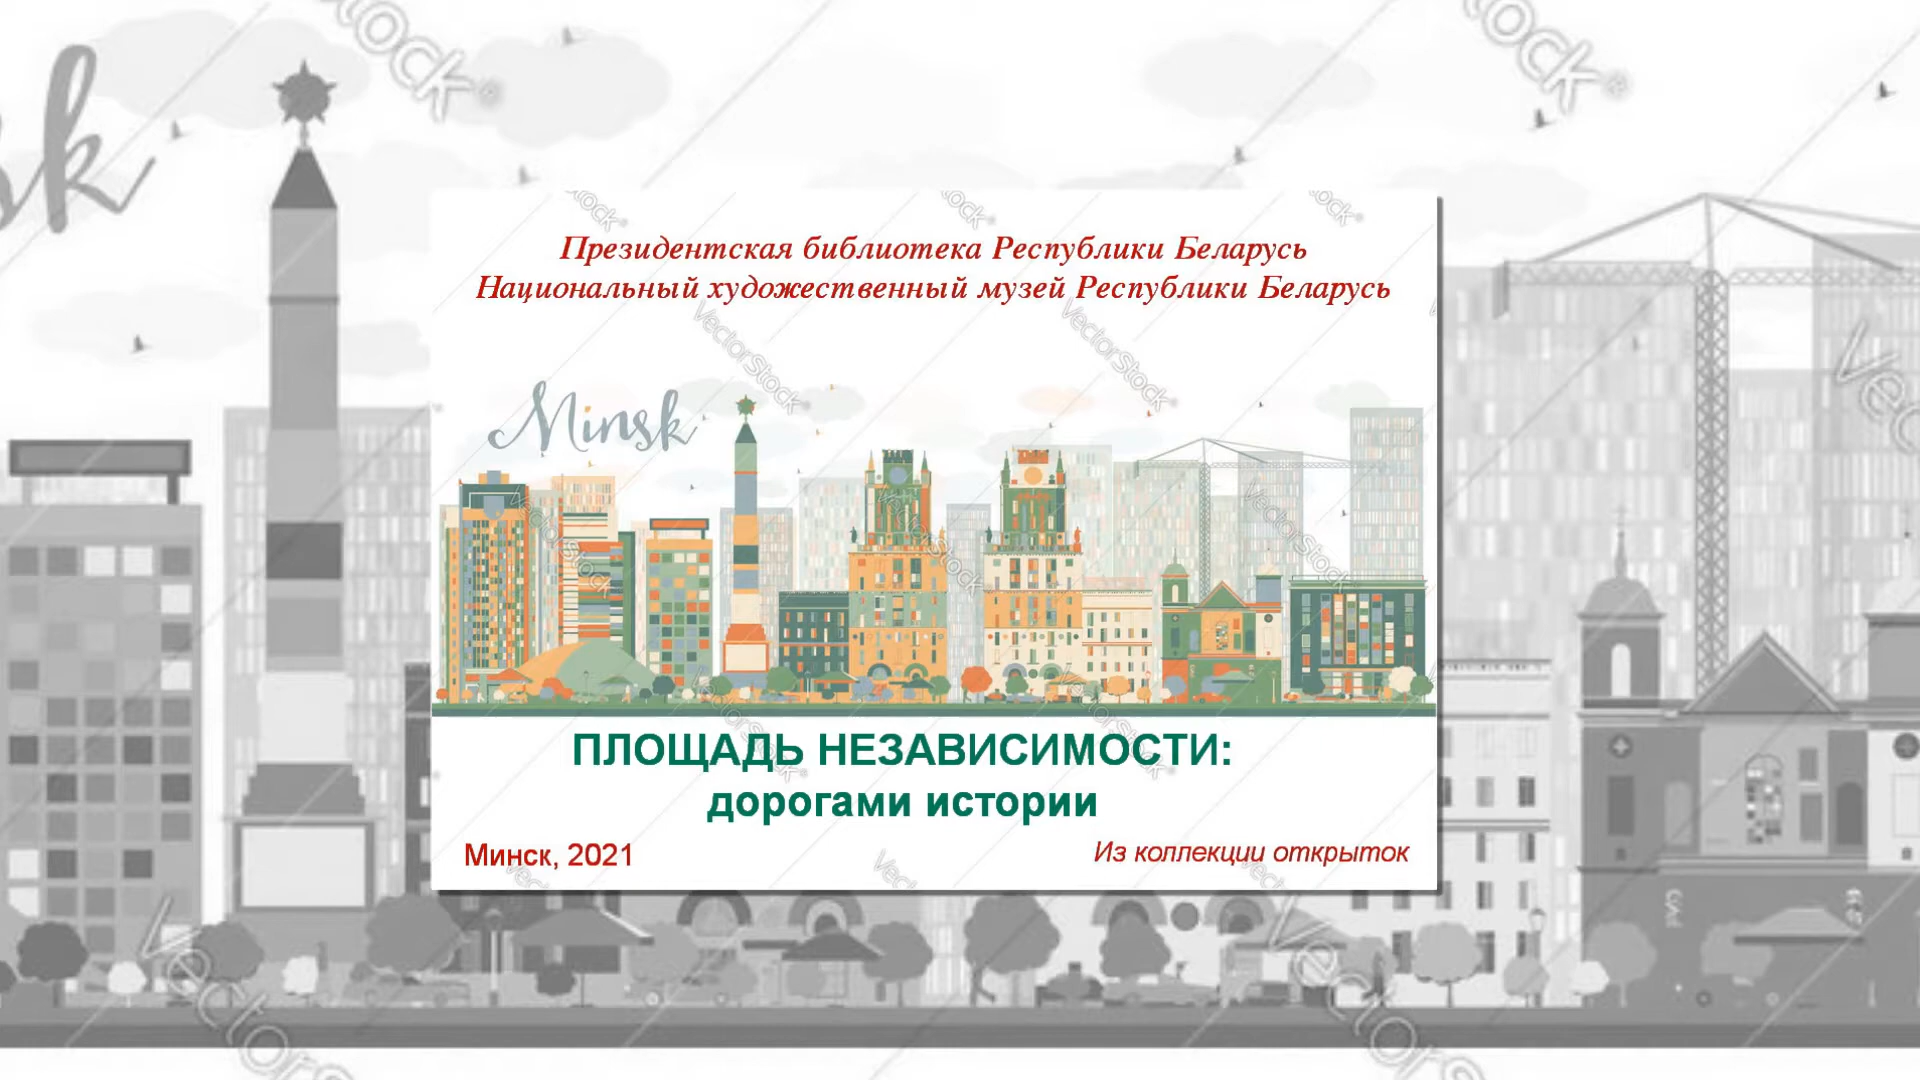 Президентская библиотека Республики Беларусь
Национальный художественный музей Республики Беларусь
Minsk
ПЛОЩАДЬ НЕЗАВИСИМОСТИ:
дорогами истории
Минск, 2021
Из коллекции открыток
VectorStock®